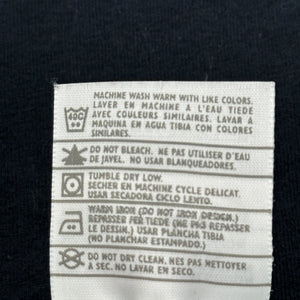 MACHINE WASH WARM WITH LIKE COLORS.
LAVER EN MACHINE A L'EAU TIEDE
40C AVEC COULEURS SIMILAIRES. LAVAR A
MAQUINA EN AGUA TIBIA CON COLORES
SIMILARES.
DO NOT BLEACH. NE PAS UTILISER D'EAU
DE JAVEL. NO USAR BLANQUEADORES.
TUMBLE DRY LOW.
SECHER EN MACHINE CYCLE DELICAT.
USAR SECADORA CICLO LENTO.
WARM IRON (DO NOT IRON DESIGN.)
REPASSER FER TIEDE (NE PAS REPASSER
LE DESSIN.) USAR PLANCHA TIBIA
(NO PLANCHAR ESTAMPADO.)
DO NOT DRY CLEAN. NES PAS NETTOYER
A SEC. NO LAVAR EN SECO.